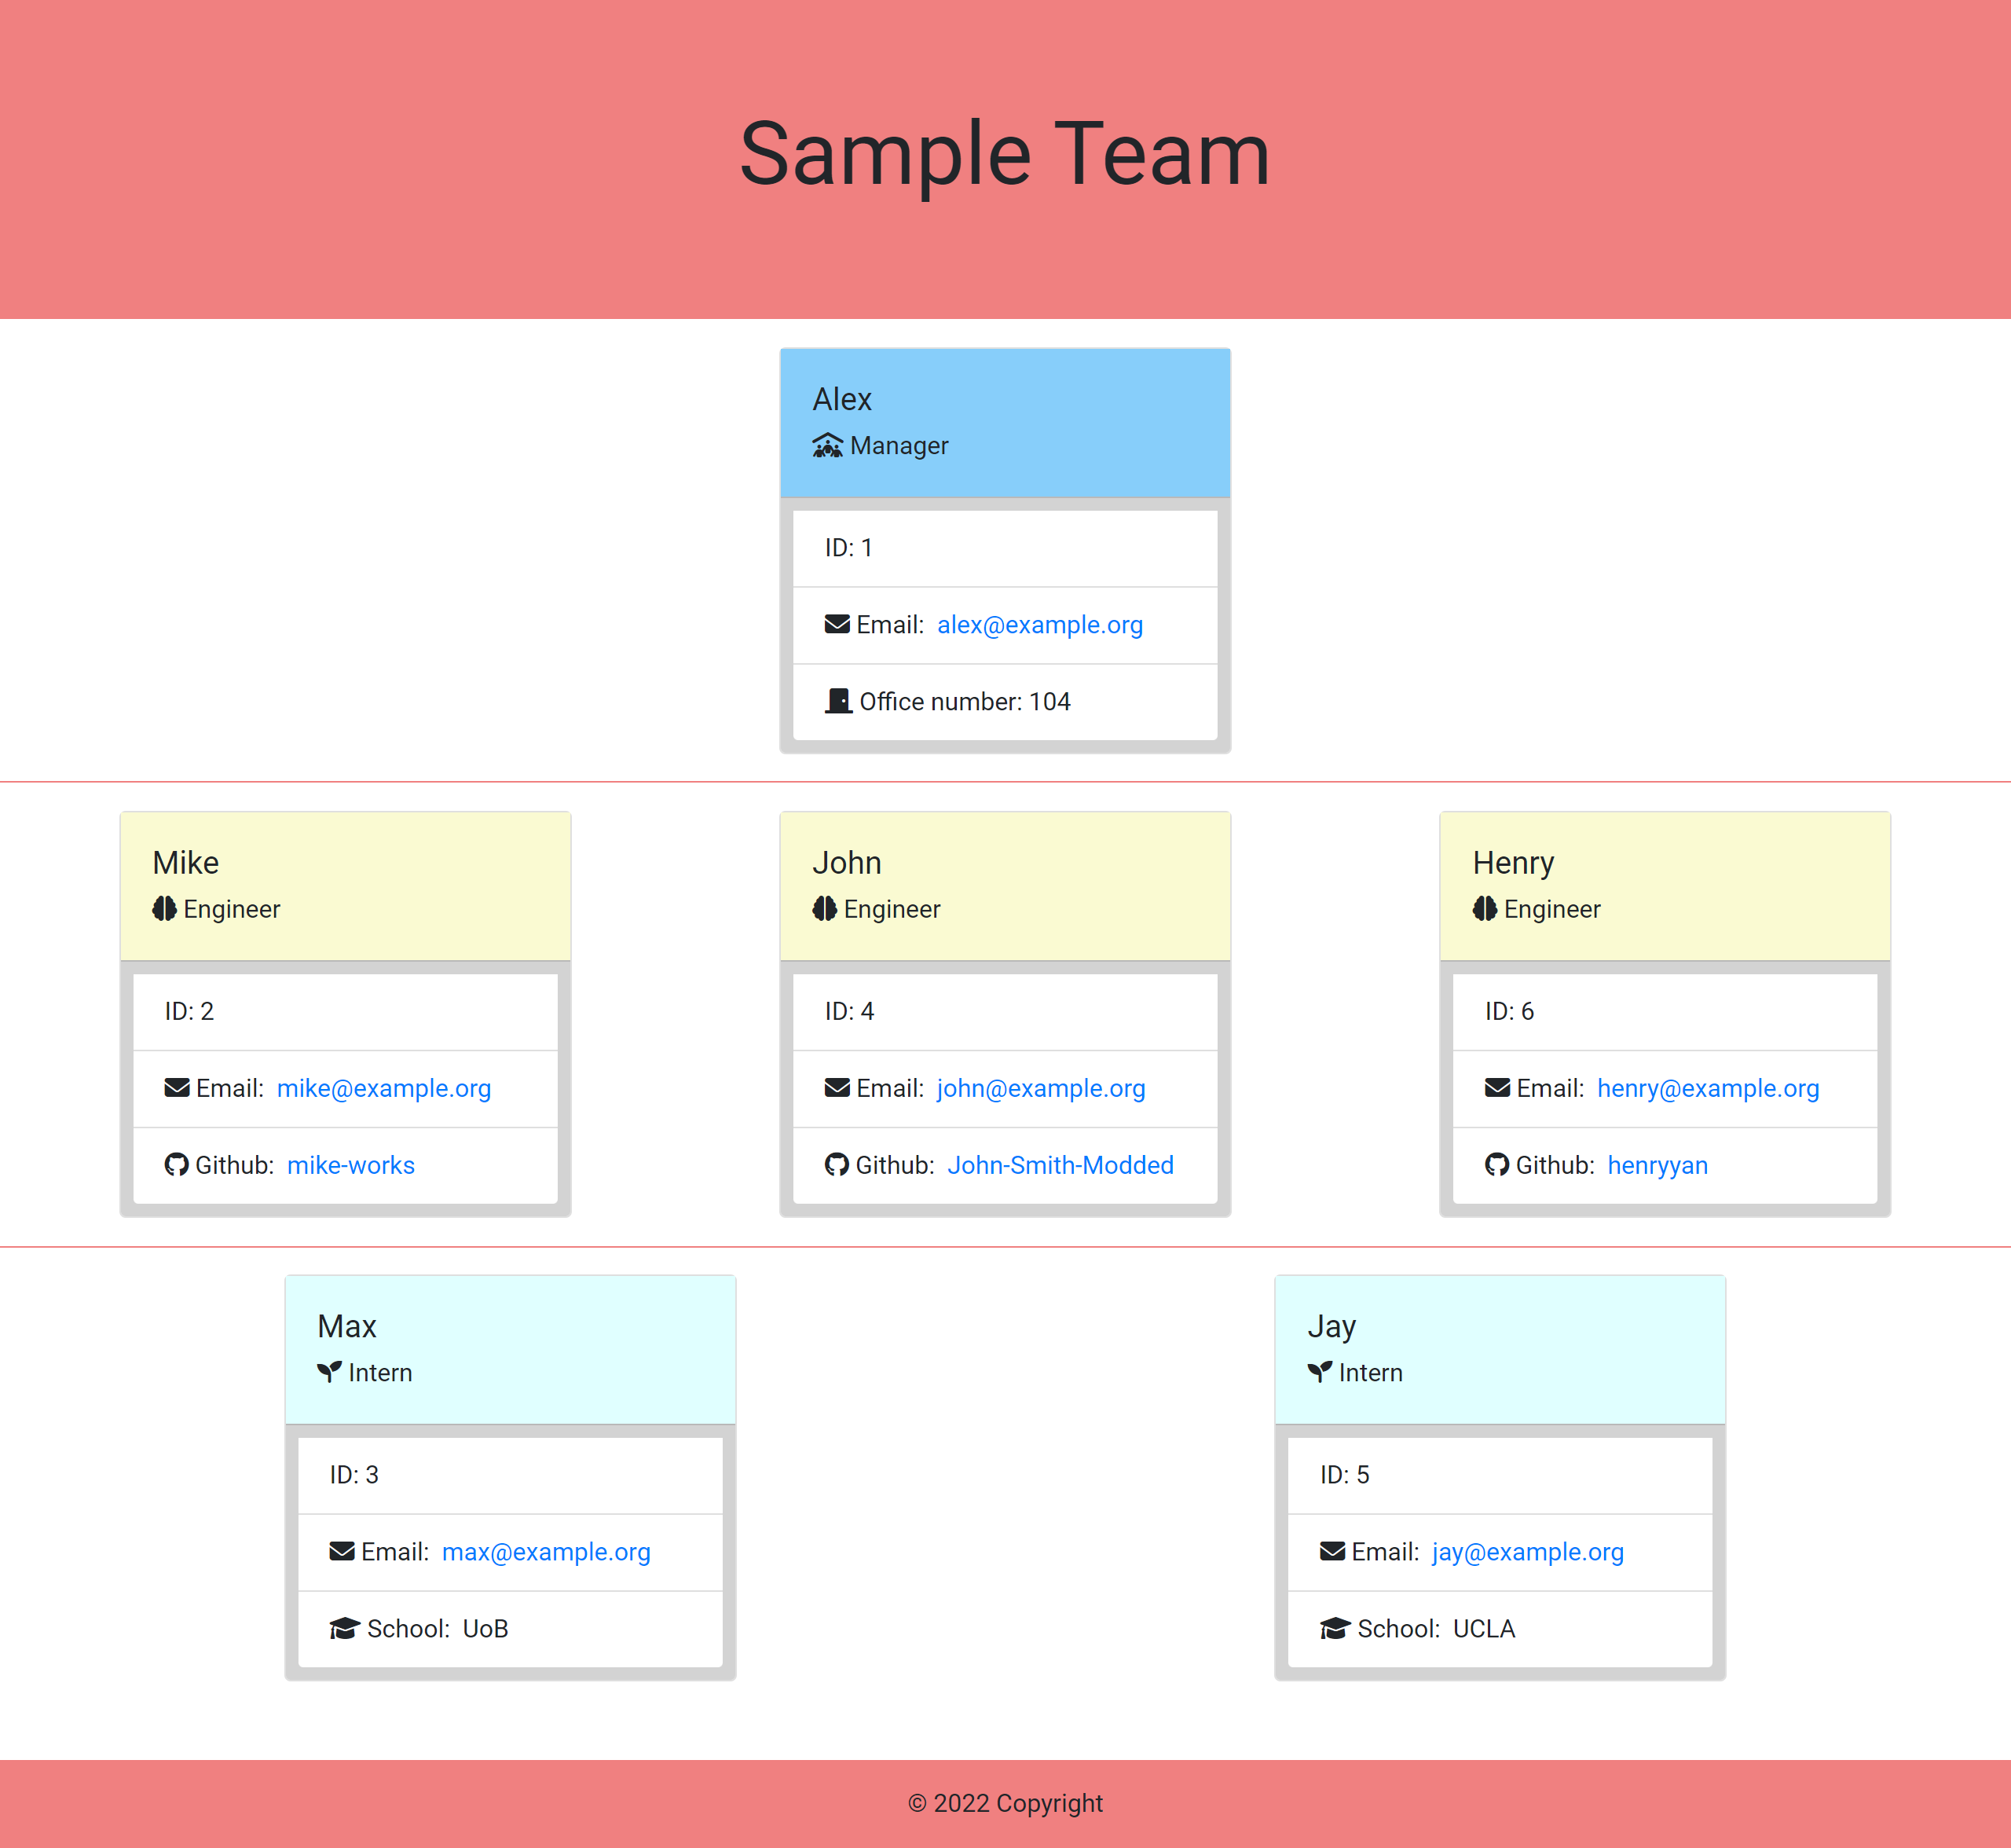 Sample Team
Alex
Manager
ID: 1
Email: alex@example.org
Office number: 104
Mike
Engineer
ID: 2
Email: mike@example.org
Github: mike-works
John
Engineer
ID: 4
Email: john@example.org
Github: John-Smith-Modded
Henry
Engineer
ID: 6
Email: henry@example.org
Github: henryyan
Max
Intern
ID: 3
Email: max@example.org
School: UoB
Jay
Intern
ID: 5
Email: jay@example.org
School: UCLA
© 2022 Copyright